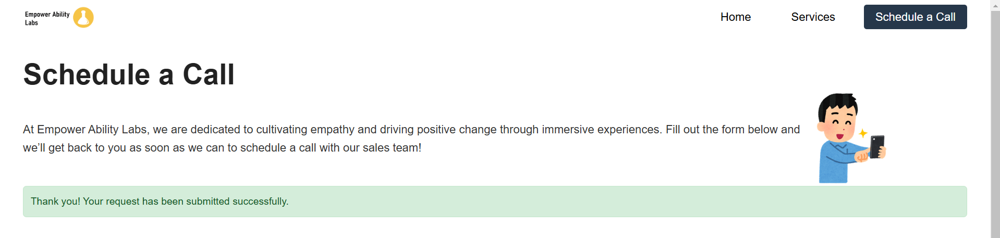 Empower Ability
Labs
Home
Services
Schedule a Call
Schedule a Call
At Empower Ability Labs, we are dedicated to cultivating empathy and driving positive change through immersive experiences. Fill out the form below and
we’ll get back to you as soon as we can to schedule a call with our sales team!
Thank you! Your request has been submitted successfully.